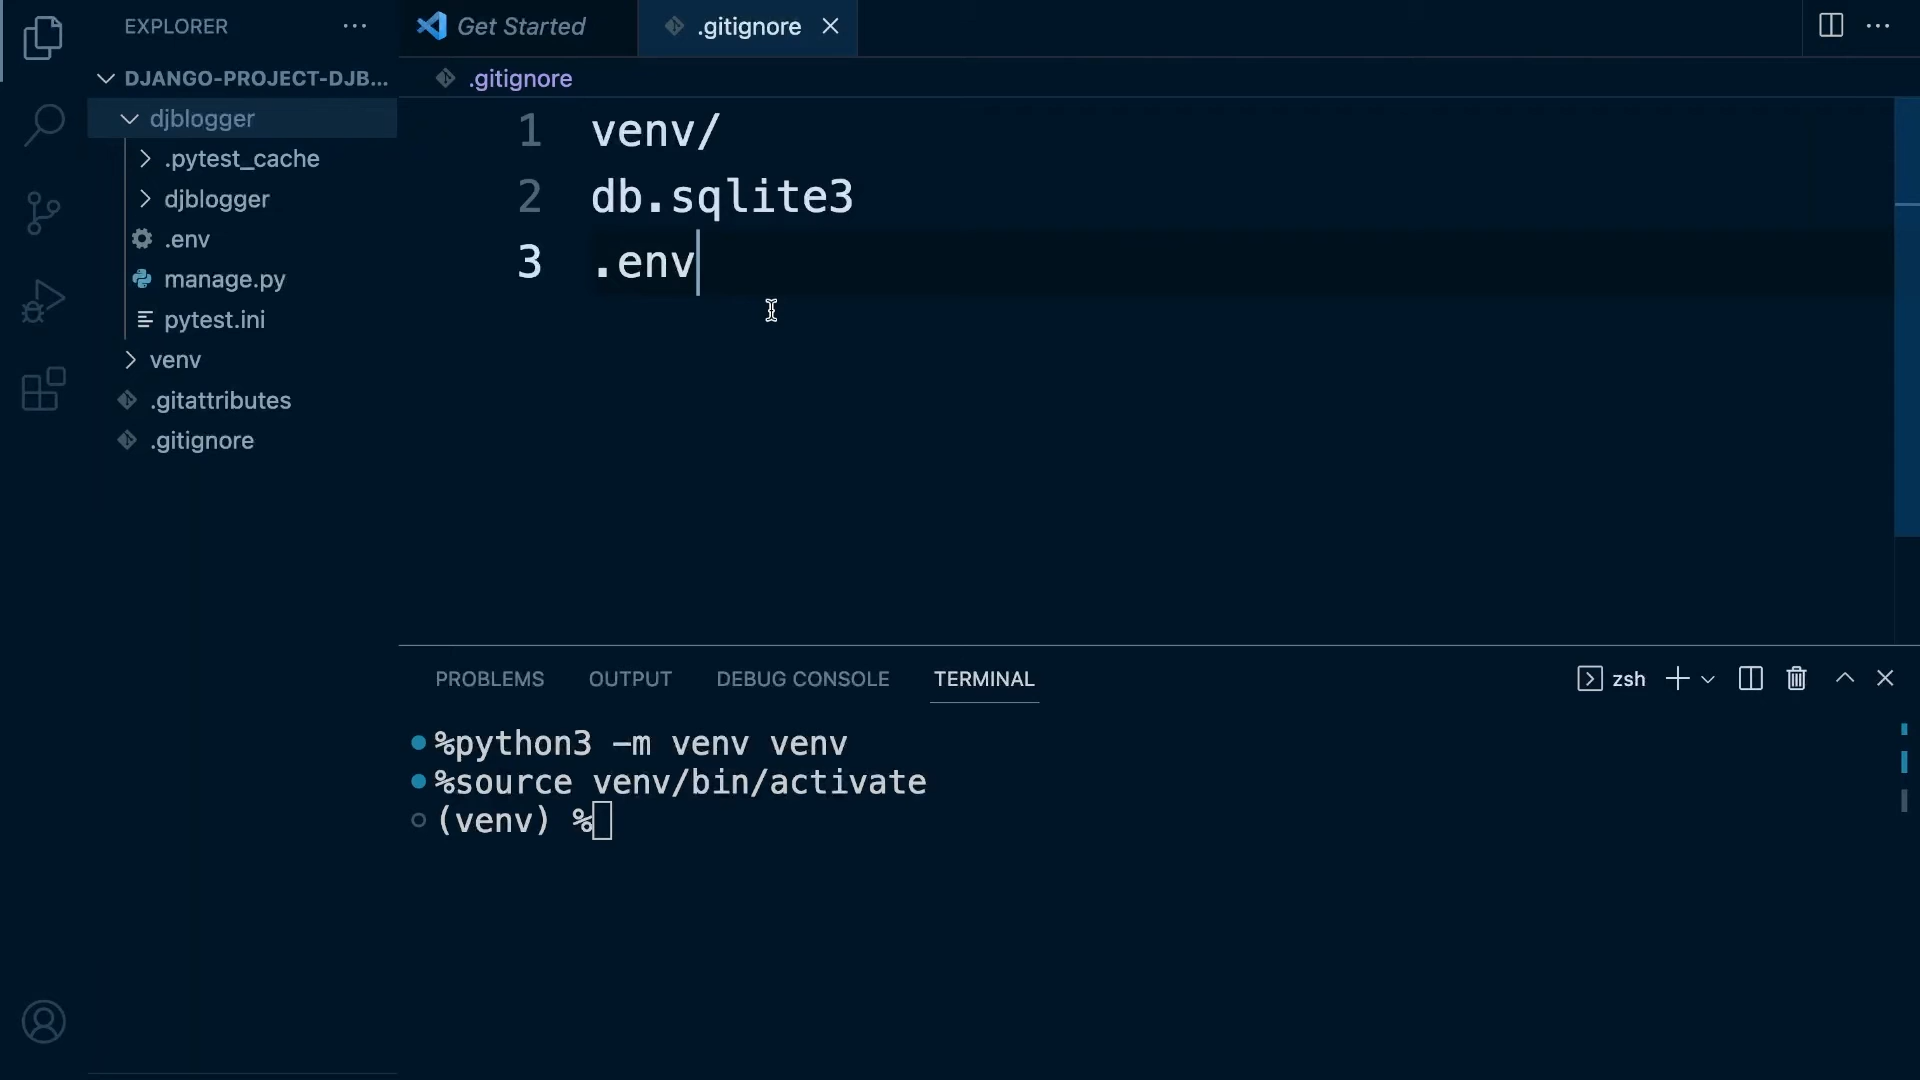 EXPLORER
Get Started
.gitignore
DJANGO-PROJECT-DJB...
.gitignore
djblogger
.pytest_cache
djblogger
.env
manage.py
pytest.ini
venv
.gitattributes
.gitignore
1 venv/
2 db.sqlite3
3 .env
PROBLEMS OUTPUT DEBUG CONSOLE TERMINAL
zsh
%python3 -m venv venv
%source venv/bin/activate
(venv) %